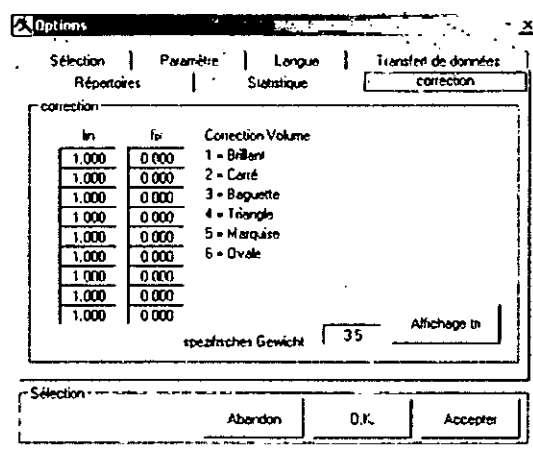 Options
Sélection Paramètre Langue Transfert de données
Répertoires Statistique correction
correction
Correction Volume
1.000 0.000 1 = Brillant
1.000 0.000 2 = Carré
1.000 0.000 3 = Baguette
1.000 0.000 4 = Triangle
1.000 0.000 5 = Marquise
1.000 0.000 6 = Ovale
1.000 0.000
1.000 0.000
1.000 0.000
spezifisches Gewicht 3.5 Affichage
Sélection
Abandon O.K. Accepter